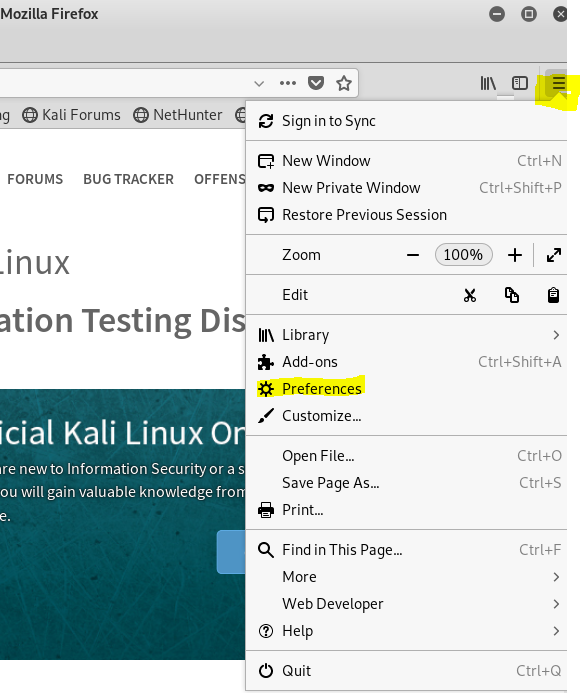 Mozilla Firefox
Kali Forums NetHunter
FORUMS BUG TRACKER OFFENS
Linux
ation Testing Dis
icial Kali Linux On
are new to Information Security or a s
you will gain valuable knowledge from
e.
Sign in to Sync
New Window Ctrl+N
New Private Window Ctrl+Shift+P
Restore Previous Session
Zoom 100%
Edit
Library
Add-ons Ctrl+Shift+A
Preferences
Customize...
Open File... Ctrl+O
Save Page As... Ctrl+S
Print...
Find in This Page... Ctrl+F
More
Web Developer
Help
Quit Ctrl+Q